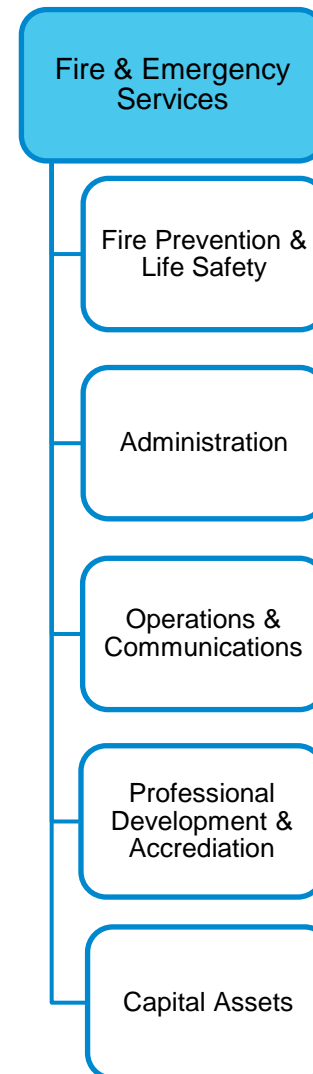 Fire & Emergency
Services
Fire Prevention &
Life Safety
Administration
Operations &
Communications
Professional
Development &
Accrediation
Capital Assets